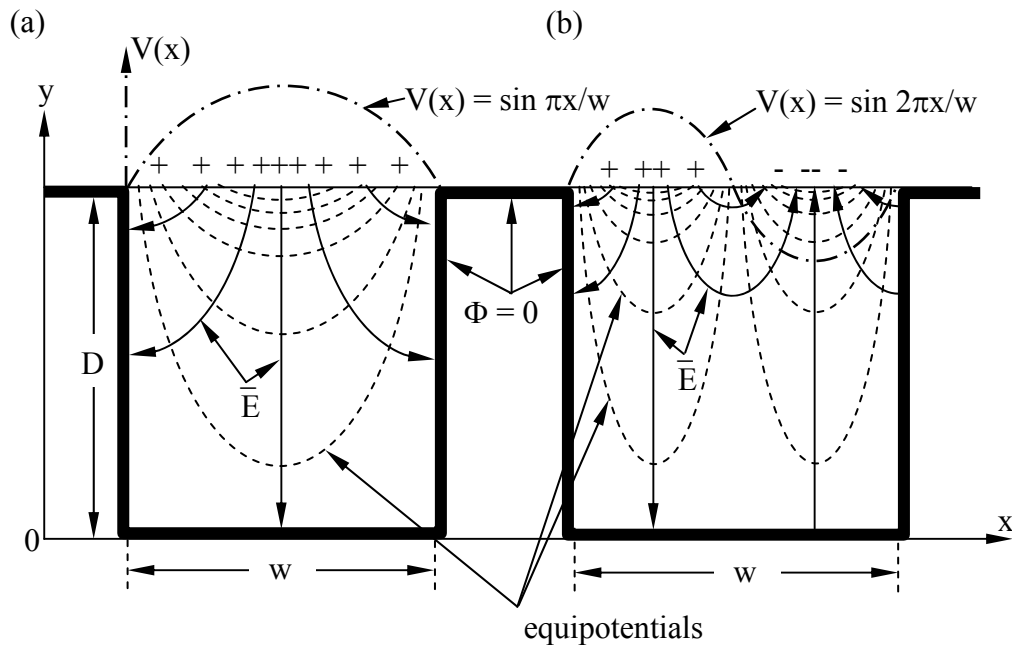 (a)
(b)
V(x)
y
V(x) = sin πx/w
V(x) = sin 2πx/w
+ + + +++ + + +
+ ++ + - -- -
D
Φ = 0
E̅
E̅
0
x
w
w
equipotentials